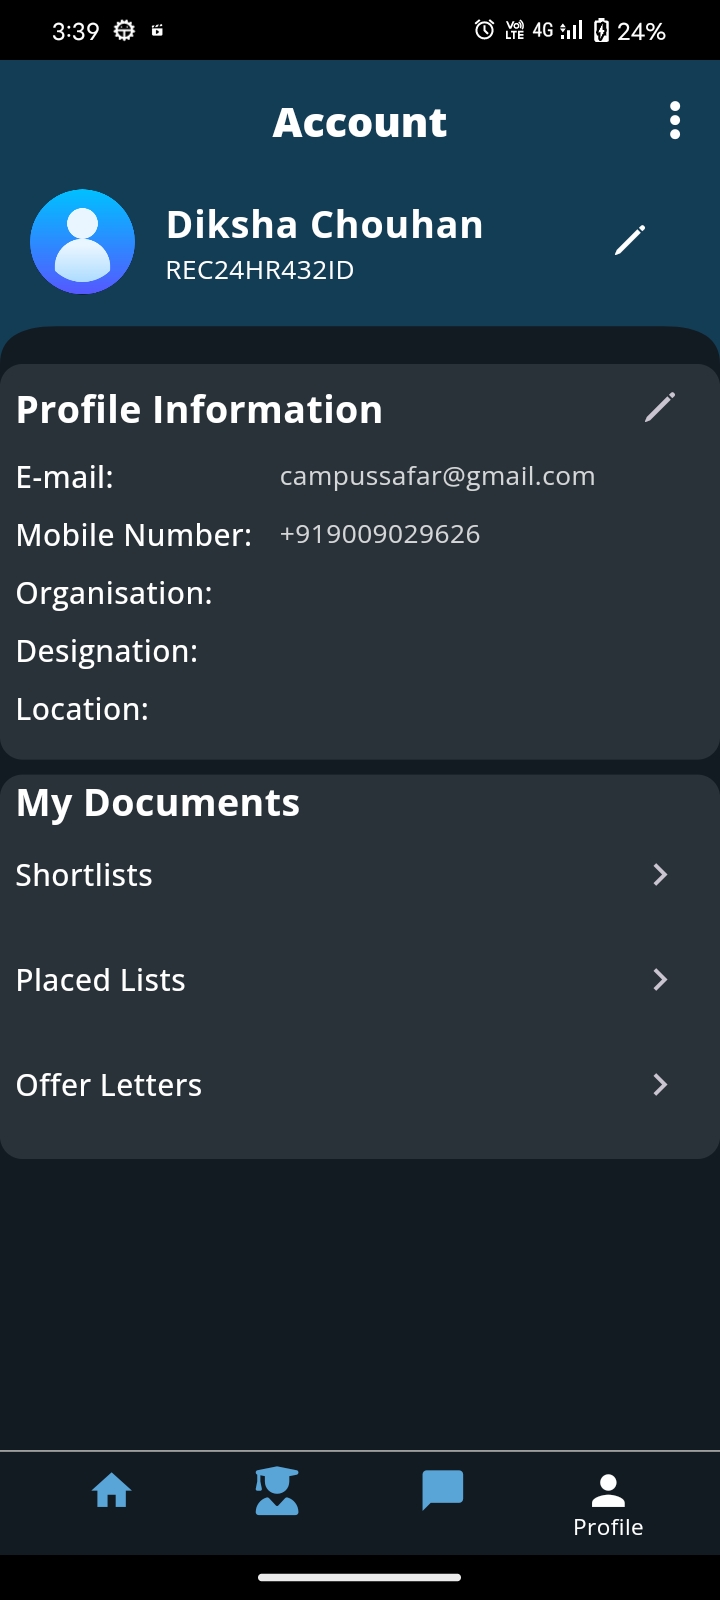 3:39 Vo) LTE 4G 24%
Account
Diksha Chouhan
REC24HR432ID
Profile Information
E-mail: campussafar@gmail.com
Mobile Number: +919009029626
Organisation:
Designation:
Location:
My Documents
Shortlists
Placed Lists
Offer Letters
Profile